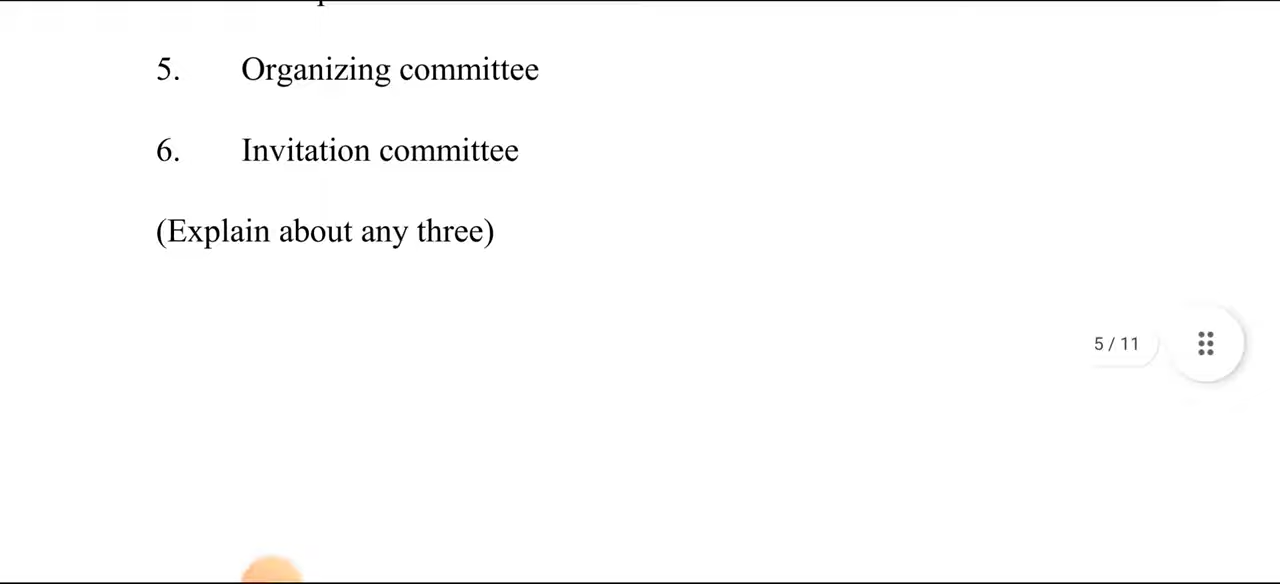 5. Organizing committee
6. Invitation committee
(Explain about any three)
5 / 11